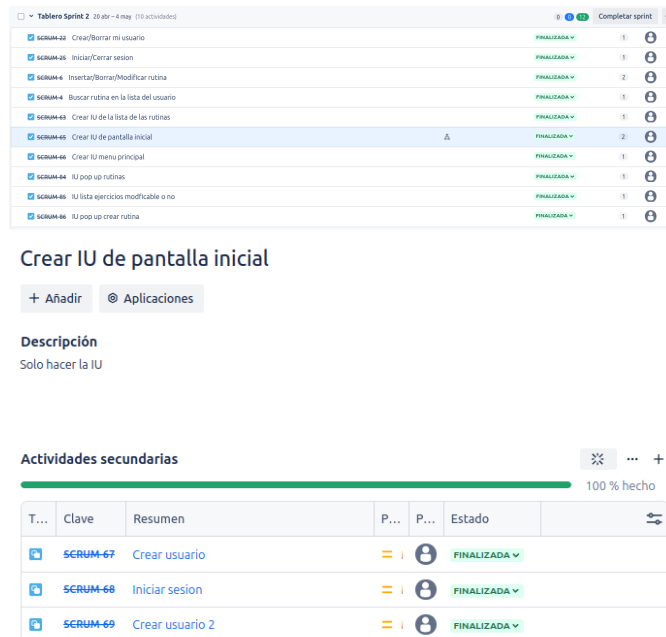 Tablero Sprint 2 20 abr – 4 may (10 actividades) 0 0 12 Completar sprint
SCRUM-22 Crear/Borrar mi usuario FINALIZADA 1
SCRUM-25 Iniciar/Cerrar sesion FINALIZADA 1
SCRUM-6 Insertar/Borrar/Modificar rutina FINALIZADA 2
SCRUM-4 Buscar rutina en la lista del usuario FINALIZADA 1
SCRUM-63 Crear IU de la lista de las rutinas FINALIZADA 1
SCRUM-65 Crear IU de pantalla inicial FINALIZADA 2
SCRUM-66 Crear IU menu principal FINALIZADA 1
SCRUM-84 IU pop up rutinas FINALIZADA 1
SCRUM-85 IU lista ejercicios modficable o no FINALIZADA 1
SCRUM-86 IU pop up crear rutina FINALIZADA 1
Crear IU de pantalla inicial
+ Añadir Aplicaciones
Descripción
Solo hacer la IU
Actividades secundarias
100 % hecho
T... Clave Resumen P... P... Estado
SCRUM-67 Crear usuario FINALIZADA
SCRUM-68 Iniciar sesion FINALIZADA
SCRUM-69 Crear usuario 2 FINALIZADA